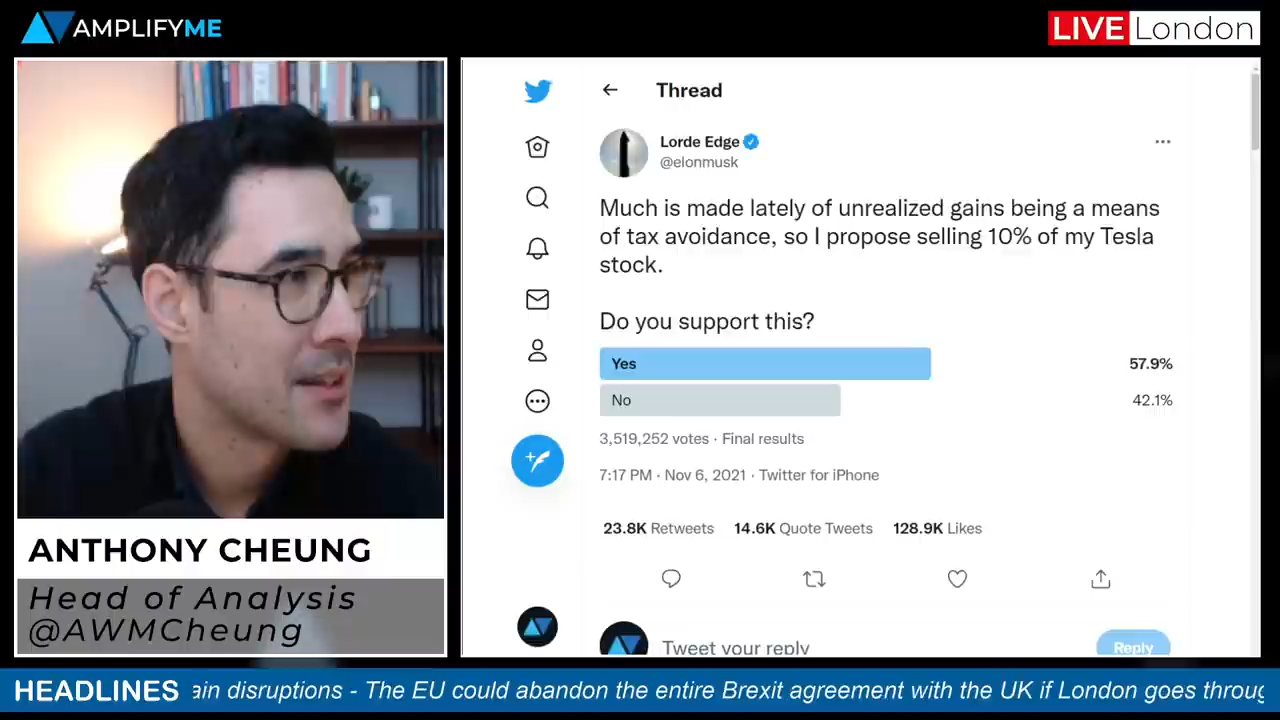 AMPLIFYME
LIVE London
Thread
Lorde Edge
@elonmusk
Much is made lately of unrealized gains being a means
of tax avoidance, so I propose selling 10% of my Tesla
stock.
Do you support this?
Yes 57.9%
No 42.1%
3,519,252 votes · Final results
7:17 PM · Nov 6, 2021 · Twitter for iPhone
23.8K Retweets 14.6K Quote Tweets 128.9K Likes
Tweet your reply
Reply
ANTHONY CHEUNG
Head of Analysis
@AWMCheung
HEADLINES ain disruptions - The EU could abandon the entire Brexit agreement with the UK if London goes throug